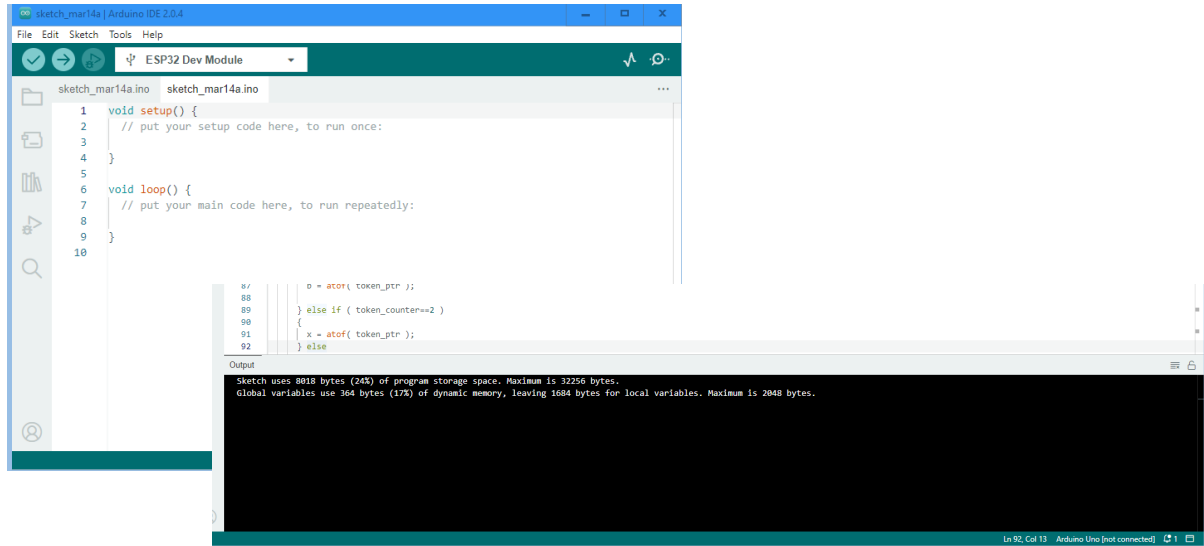 sketch_mar14a | Arduino IDE 2.0.4
File Edit Sketch Tools Help
ESP32 Dev Module
sketch_mar14a.ino sketch_mar14a.ino
1 void setup() {
2 // put your setup code here, to run once:
3
4 }
5
6 void loop() {
7 // put your main code here, to run repeatedly:
8
9 }
10
87 b = atof( token_ptr );
88
89 } else if ( token_counter==2 )
90 {
91 x = atof( token_ptr );
92 } else
Output
Sketch uses 8018 bytes (24%) of program storage space. Maximum is 32256 bytes.
Global variables use 364 bytes (17%) of dynamic memory, leaving 1684 bytes for local variables. Maximum is 2048 bytes.
Ln 92, Col 13 Arduino Uno [not connected] 1